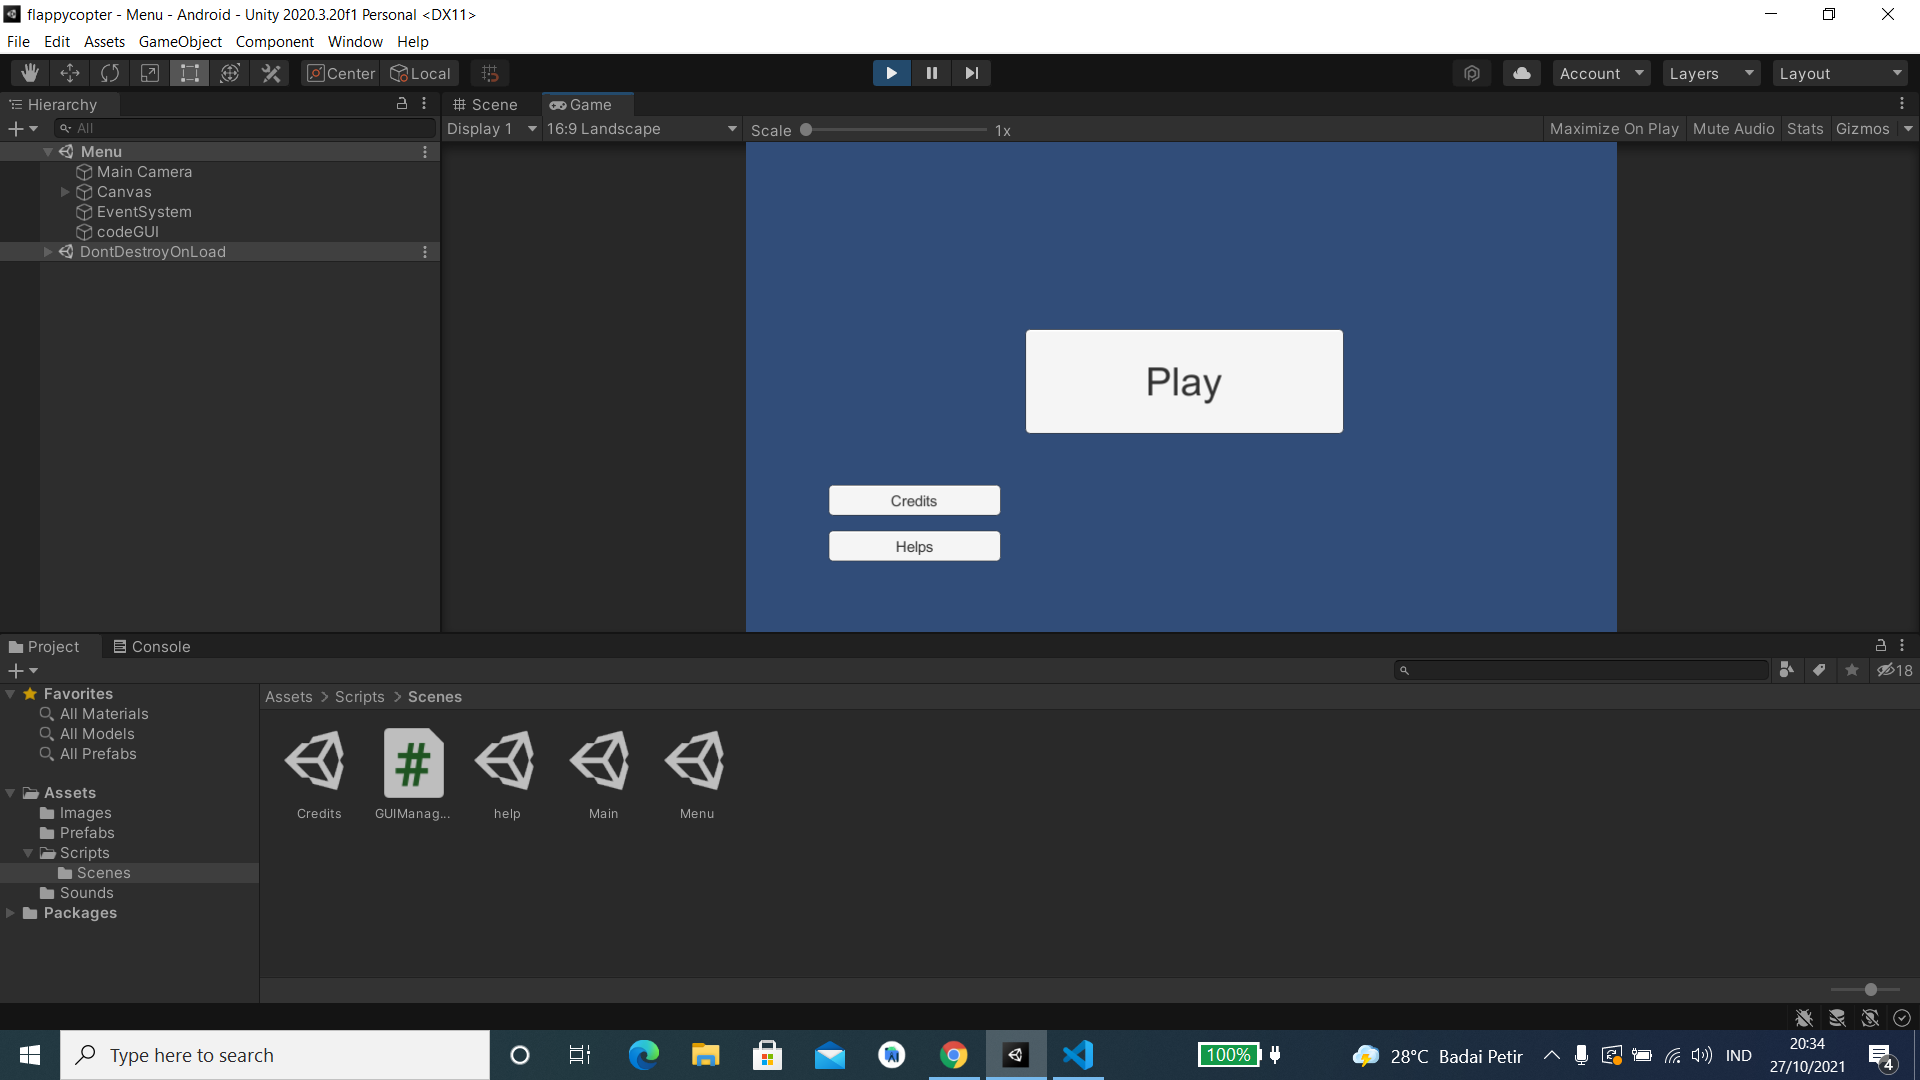 flappycopter - Menu - Android - Unity 2020.3.20f1 Personal <DX11>
File Edit Assets GameObject Component Window Help
Center Local Account Layers Layout
Hierarchy
All
Menu
Main Camera
Canvas
EventSystem
codeGUI
DontDestroyOnLoad
Scene Game
Display 1 16:9 Landscape Scale 1x Maximize On Play Mute Audio Stats Gizmos
Play
Credits
Helps
Project Console
18
Favorites
All Materials
All Models
All Prefabs
Assets
Images
Prefabs
Scripts
Scenes
Sounds
Packages
Assets > Scripts > Scenes
#
Credits GUIManag... help Main Menu
Type here to search
100%
28°C Badai Petir
IND
20:34
27/10/2021
4